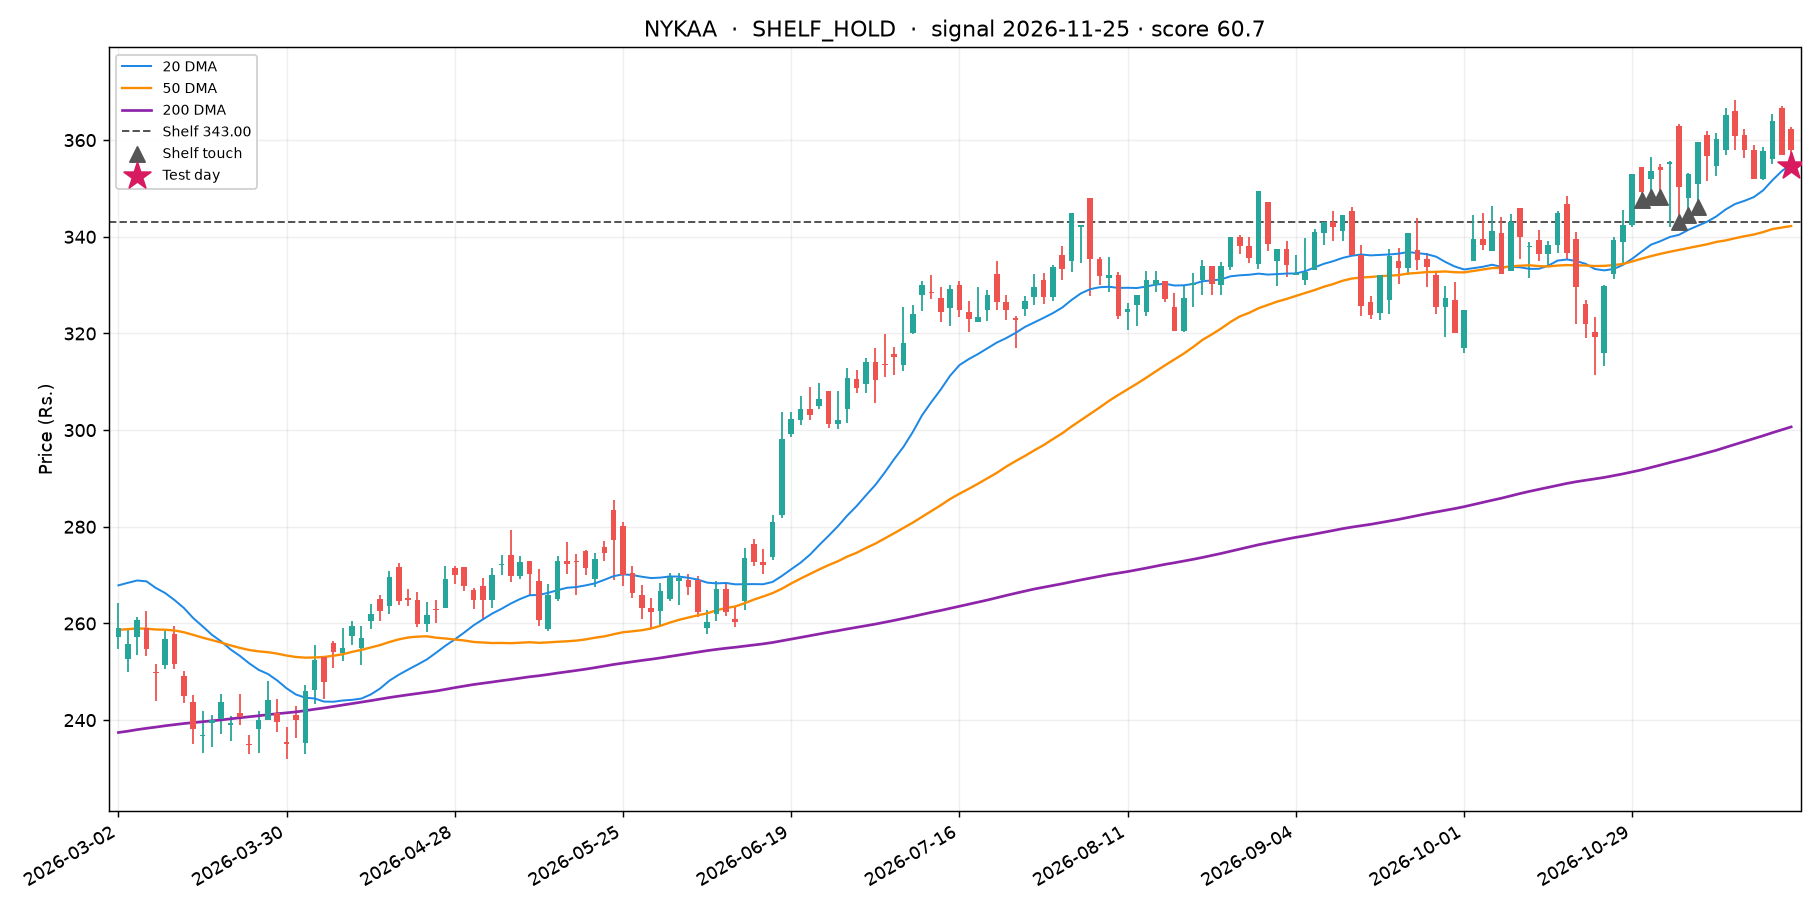 NYKAA · SHELF_HOLD · signal 2026-11-25 · score 60.7
20 DMA
50 DMA
200 DMA
Shelf 343.00
Shelf touch
Test day
Price (Rs.)
360
340
320
300
280
260
240
2026-03-02
2026-03-30
2026-04-28
2026-05-25
2026-06-19
2026-07-16
2026-08-11
2026-09-04
2026-10-01
2026-10-29